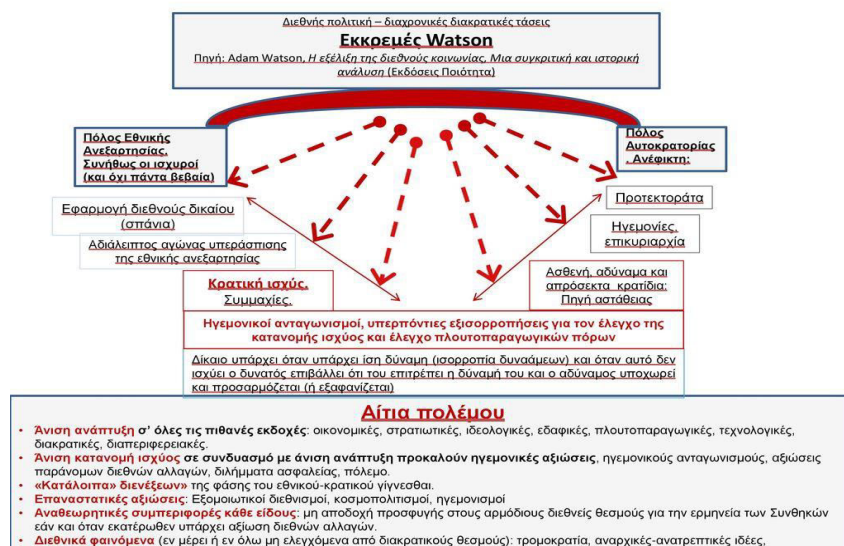 Διεθνής πολιτική – διαχρονικές διακρατικές τάσεις
Εκκρεμές Watson
Πηγή: Adam Watson, Η εξέλιξη της διεθνούς κοινωνίας, Μια συγκριτική και ιστορική
ανάλυση (Εκδόσεις Ποιότητα)
Πόλος Εθνικής
Ανεξαρτησίας.
Συνήθως οι ισχυροί
(και όχι πάντα βεβαία)
Πόλος
Αυτοκρατορίας
. Ανέφικτη:
Εφαρμογή διεθνούς δικαίου
(σπάνια)
Αδιάλειπτος αγώνας υπεράσπισης
της εθνικής ανεξαρτησίας
Κρατική ισχύς.
Συμμαχίες.
Προτεκτοράτα
Ηγεμονίες,
επικυριαρχία
Ασθενή, αδύναμα και
απρόσεκτα κρατίδια:
Πηγή αστάθειας
Ηγεμονικοί ανταγωνισμοί, υπερπόντιες εξισορροπήσεις για τον έλεγχο της
κατανομής ισχύος και έλεγχο πλουτοπαραγωγικών πόρων
Δίκαιο υπάρχει όταν υπάρχει ίση δύναμη (ισορροπία δυναάμεων) και όταν αυτό δεν
ισχύει ο δυνατός επιβάλλει ότι του επιτρέπει η δύναμή του και ο αδύναμος υποχωρεί
και προσαρμόζεται (ή εξαφανίζεται)
Αίτια πολέμου
• Άνιση ανάπτυξη σ' όλες τις πιθανές εκδοχές: οικονομικές, στρατιωτικές, ιδεολογικές, εδαφικές, πλουτοπαραγωγικές, τεχνολογικές,
διακρατικές, διαπεριφερειακές.
• Άνιση κατανομή ισχύος σε συνδυασμό με άνιση ανάπτυξη προκαλούν ηγεμονικές αξιώσεις, ηγεμονικούς ανταγωνισμούς, αξιώσεις
παράνομων διεθνών αλλαγών, διλήμματα ασφαλείας, πόλεμο.
• «Κατάλοιπα» διενέξεων» της φάσης του εθνικού-κρατικού γίγνεσθαι.
• Επαναστατικές αξιώσεις: Εξομοιωτικοί διεθνισμοί, κοσμοπολιτισμοί, ηγεμονισμοί
• Αναθεωρητικές συμπεριφορές κάθε είδους: μη αποδοχή προσφυγής στους αρμόδιους διεθνείς θεσμούς για την ερμηνεία των Συνθηκών
εάν και όταν εκατέρωθεν υπάρχει αξίωση διεθνών αλλαγών.
• Διεθνικά φαινόμενα (εν μέρει ή εν όλω μη ελεγχόμενα από διακρατικούς θεσμούς): τρομοκρατία, αναρχικές-ανατρεπτικές ιδέες,